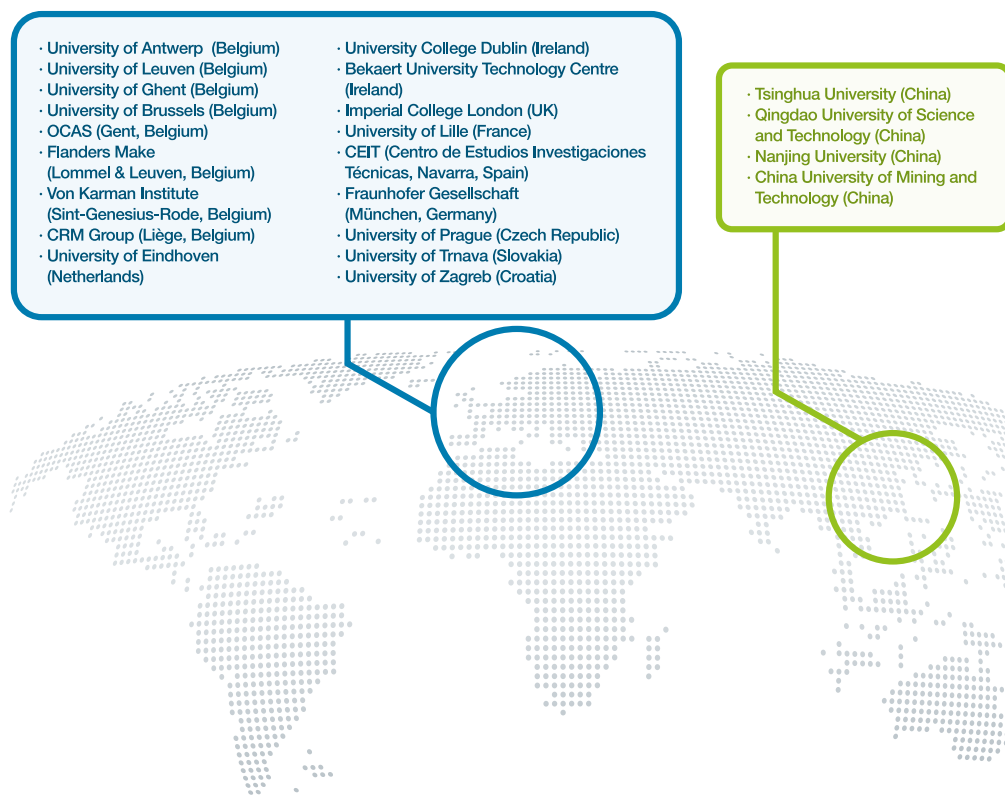 · University of Antwerp (Belgium)
· University of Leuven (Belgium)
· University of Ghent (Belgium)
· University of Brussels (Belgium)
· OCAS (Gent, Belgium)
· Flanders Make
(Lommel & Leuven, Belgium)
· Von Karman Institute
(Sint-Genesius-Rode, Belgium)
· CRM Group (Liège, Belgium)
· University of Eindhoven
(Netherlands)
· University College Dublin (Ireland)
· Bekaert University Technology Centre
(Ireland)
· Imperial College London (UK)
· University of Lille (France)
· CEIT (Centro de Estudios Investigaciones
Técnicas, Navarra, Spain)
· Fraunhofer Gesellschaft
(München, Germany)
· University of Prague (Czech Republic)
· University of Trnava (Slovakia)
· University of Zagreb (Croatia)
· Tsinghua University (China)
· Qingdao University of Science
and Technology (China)
· Nanjing University (China)
· China University of Mining and
Technology (China)